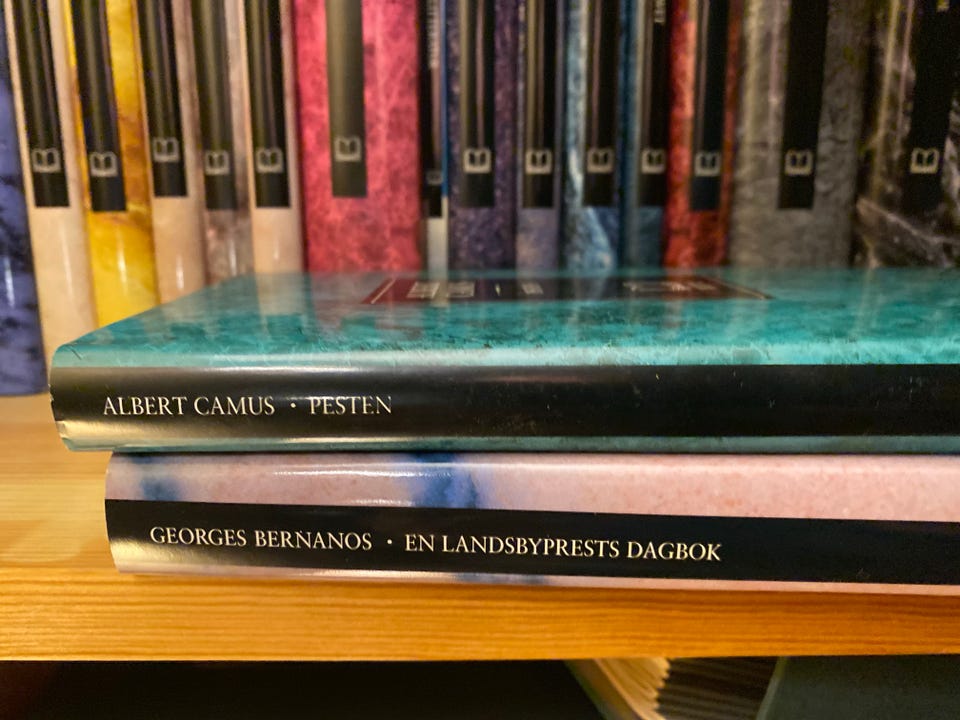 ALBERT CAMUS · PESTEN
GEORGES BERNANOS · EN LANDSBYPRESTS DAGBOK